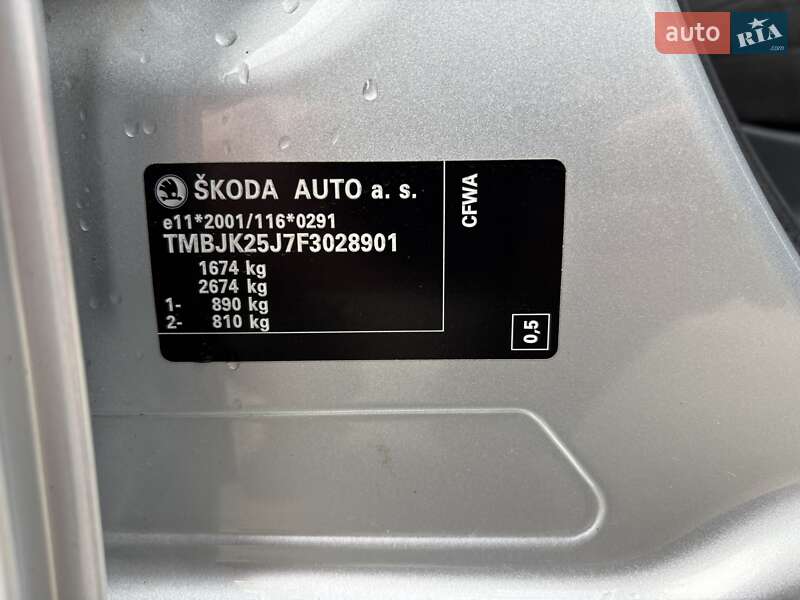 auto RIA
.com
ŠKODA AUTO a. s.
e11*2001/116*0291
TMBJK25J7F3028901
1674 kg
2674 kg
1- 890 kg
2- 810 kg
CFWA
0,5